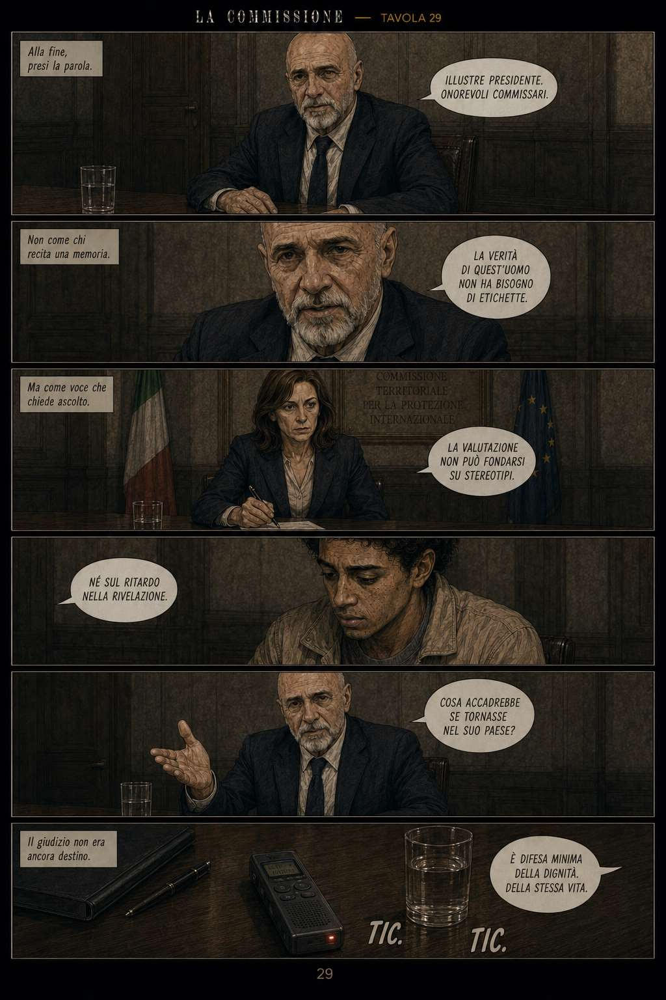 LA COMMISSIONE — TAVOLA 29
Alla fine,
presi la parola.
ILLUSTRE PRESIDENTE.
ONOREVOLI COMMISSARI.
Non come chi
recita una memoria.
LA VERITÀ
DI QUEST'UOMO
NON HA BISOGNO
DI ETICHETTE.
Ma come voce che
chiede ascolto.
COMMISSIONE
TERRITORIALE
PER LA PROTEZIONE
INTERNAZIONALE
LA VALUTAZIONE
NON PUÒ FONDARSI
SU STEREOTIPI.
NÉ SUL RITARDO
NELLA RIVELAZIONE.
COSA ACCADREBBE
SE TORNASSE
NEL SUO PAESE?
Il giudizio non era
ancora destino.
È DIFESA MINIMA
DELLA DIGNITÀ.
DELLA STESSA VITA.
TIC.
TIC.
29